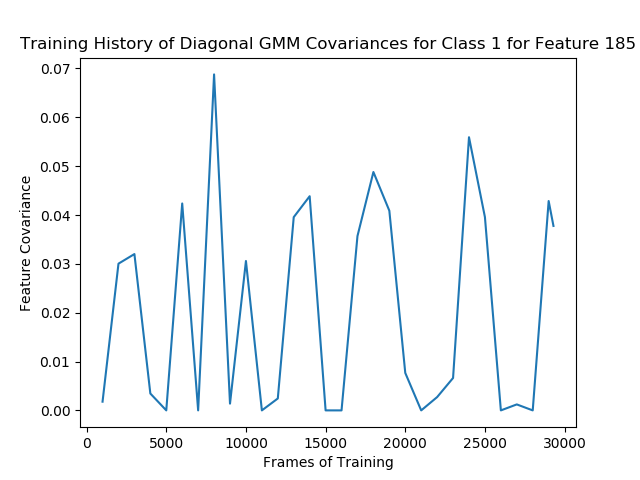 Training History of Diagonal GMM Covariances for Class 1 for Feature 185
0.07
0.06
0.05
0.04
0.03
0.02
0.01
0.00
Feature Covariance
0 5000 10000 15000 20000 25000 30000
Frames of Training